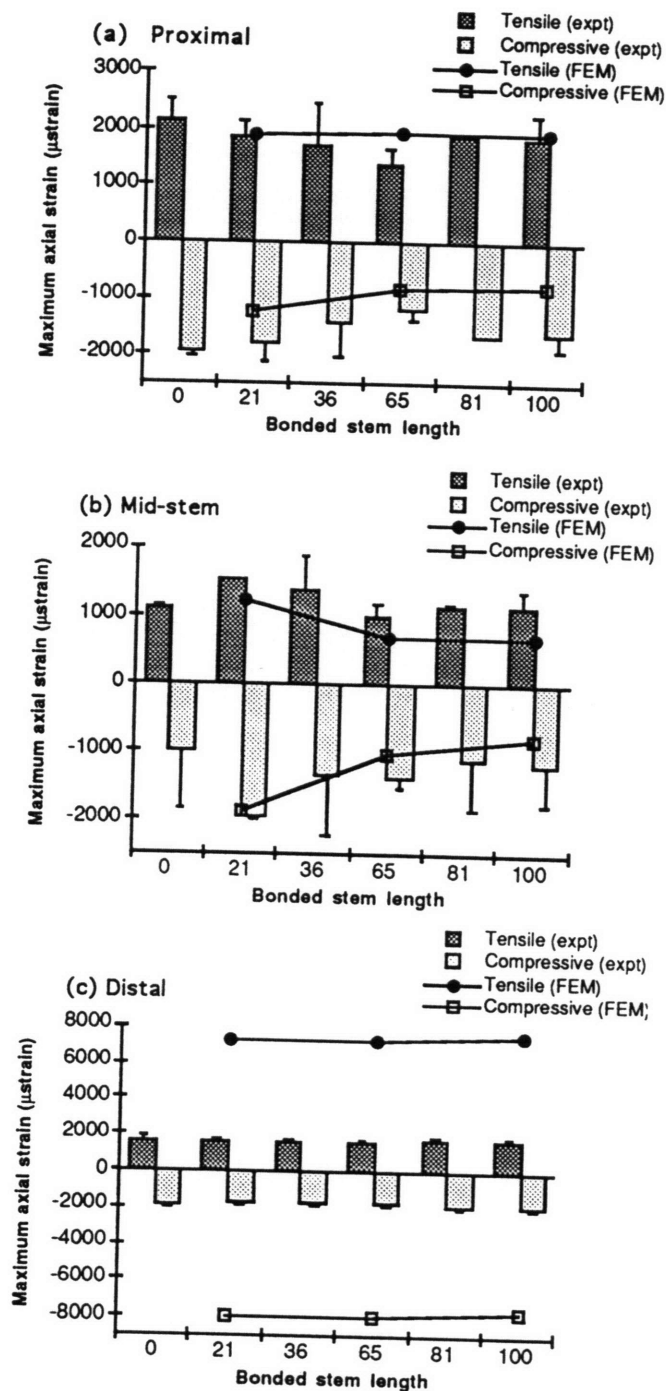 (a) Proximal
Tensile (expt)
Compressive (expt)
Tensile (FEM)
Compressive (FEM)
Maximum axial strain (µstrain)
3000
2000
1000
0
-1000
-2000
0 21 36 65 81 100
Bonded stem length
(b) Mid-stem
Tensile (expt)
Compressive (expt)
Tensile (FEM)
Compressive (FEM)
Maximum axial strain (µstrain)
2000
1000
0
-1000
-2000
0 21 36 65 81 100
Bonded stem length
(c) Distal
Tensile (expt)
Compressive (expt)
Tensile (FEM)
Compressive (FEM)
Maximum axial strain (µstrain)
8000
6000
4000
2000
0
-2000
-4000
-6000
-8000
0 21 36 65 81 100
Bonded stem length